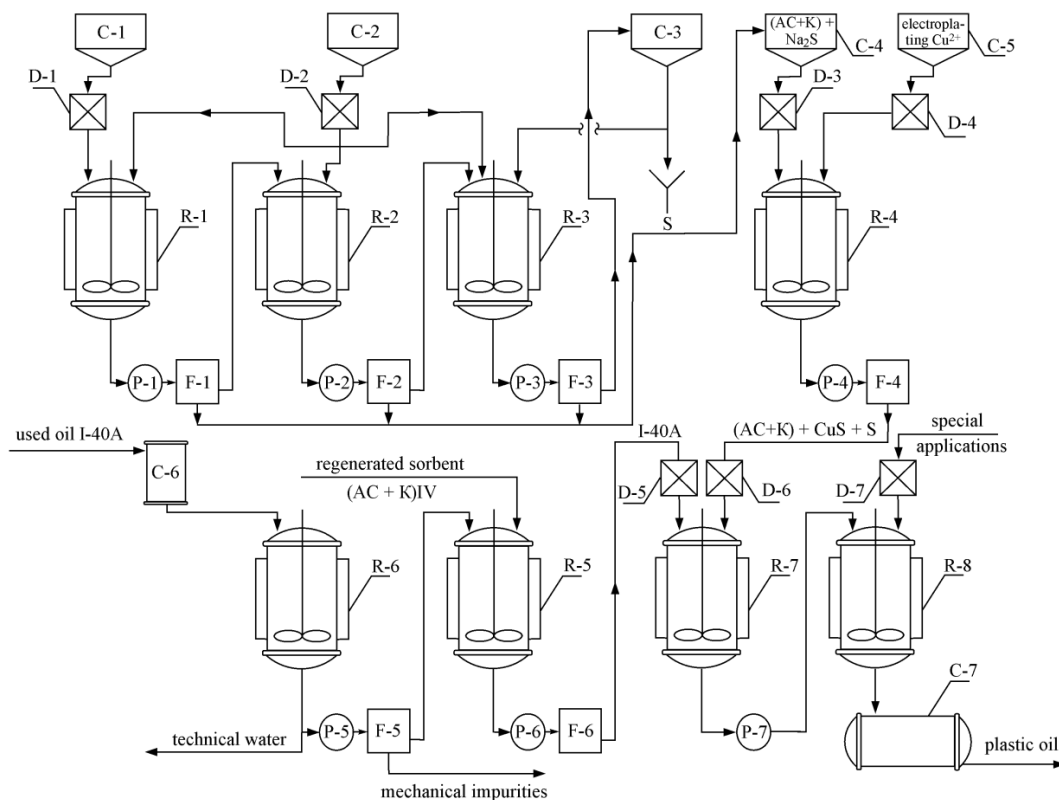 C-1
C-2
C-3
(AC+K) +
Na₂S
C-4
electropla-
ting Cu²⁺
C-5
D-1
D-2
D-3
D-4
R-1
R-2
R-3
S
R-4
P-1
F-1
P-2
F-2
P-3
F-3
P-4
F-4
used oil I-40A
C-6
regenerated sorbent
(AC + K)IV
I-40A
(AC+K) + CuS + S
special
applications
D-5
D-6
D-7
R-6
R-5
R-7
R-8
C-7
technical water
P-5
F-5
P-6
F-6
P-7
plastic oil
mechanical impurities